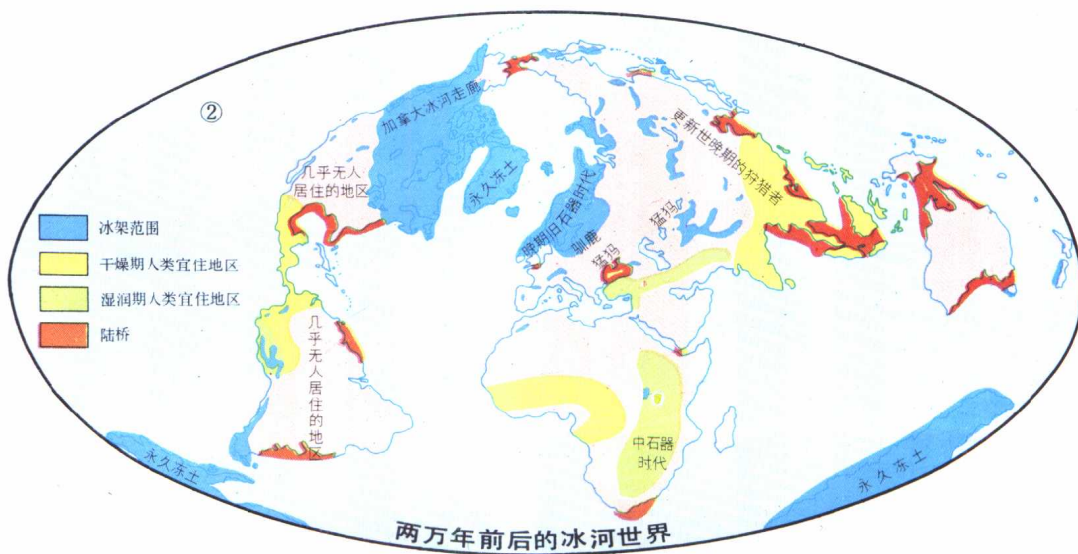 ②
加拿大冰河走廊
几乎无人
居住的地区
永久冻土
晚期旧石器时代
驯鹿
猛犸
猛犸
更新世晚期的狩猎者
冰架范围
干燥期人类宜住地区
湿润期人类宜住地区
陆桥
几乎无人居住的地区
中石器
时代
永久冻土
永久冻土
两万年前后的冰河世界